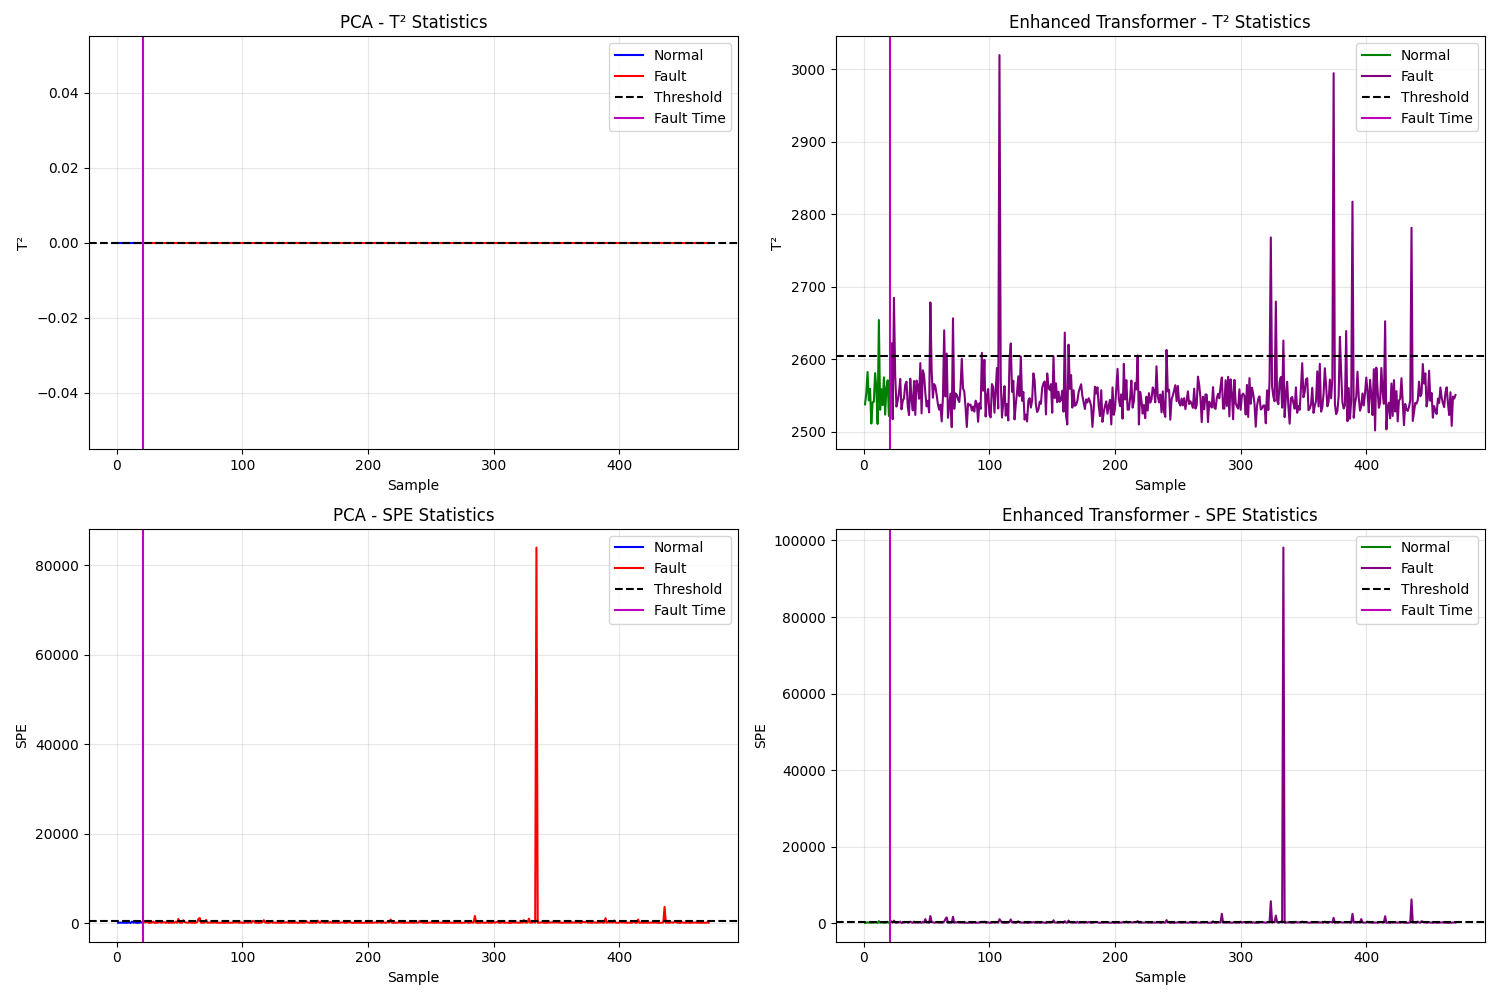 PCA - T² Statistics
T²
0.04
0.02
0.00
−0.02
−0.04
0
100
200
300
400
Sample
Normal
Fault
Threshold
Fault Time
Enhanced Transformer - T² Statistics
T²
3000
2900
2800
2700
2600
2500
0
100
200
300
400
Sample
Normal
Fault
Threshold
Fault Time
PCA - SPE Statistics
SPE
80000
60000
40000
20000
0
0
100
200
300
400
Sample
Normal
Fault
Threshold
Fault Time
Enhanced Transformer - SPE Statistics
SPE
100000
80000
60000
40000
20000
0
0
100
200
300
400
Sample
Normal
Fault
Threshold
Fault Time